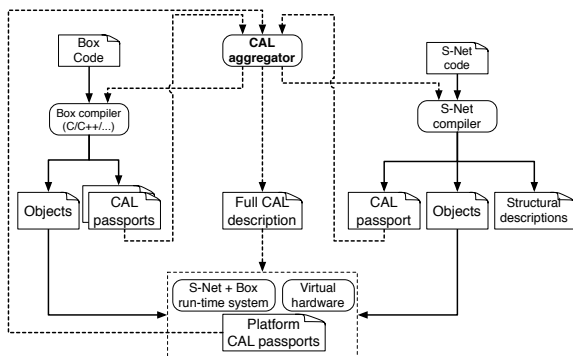 Box
Code
CAL
aggregator
S-Net
code
Box compiler
(C/C++/...)
S-Net
compiler
Objects
CAL
passports
Full CAL
description
CAL
passport
Objects
Structural
descriptions
S-Net + Box
run-time system
Virtual
hardware
Platform
CAL passports